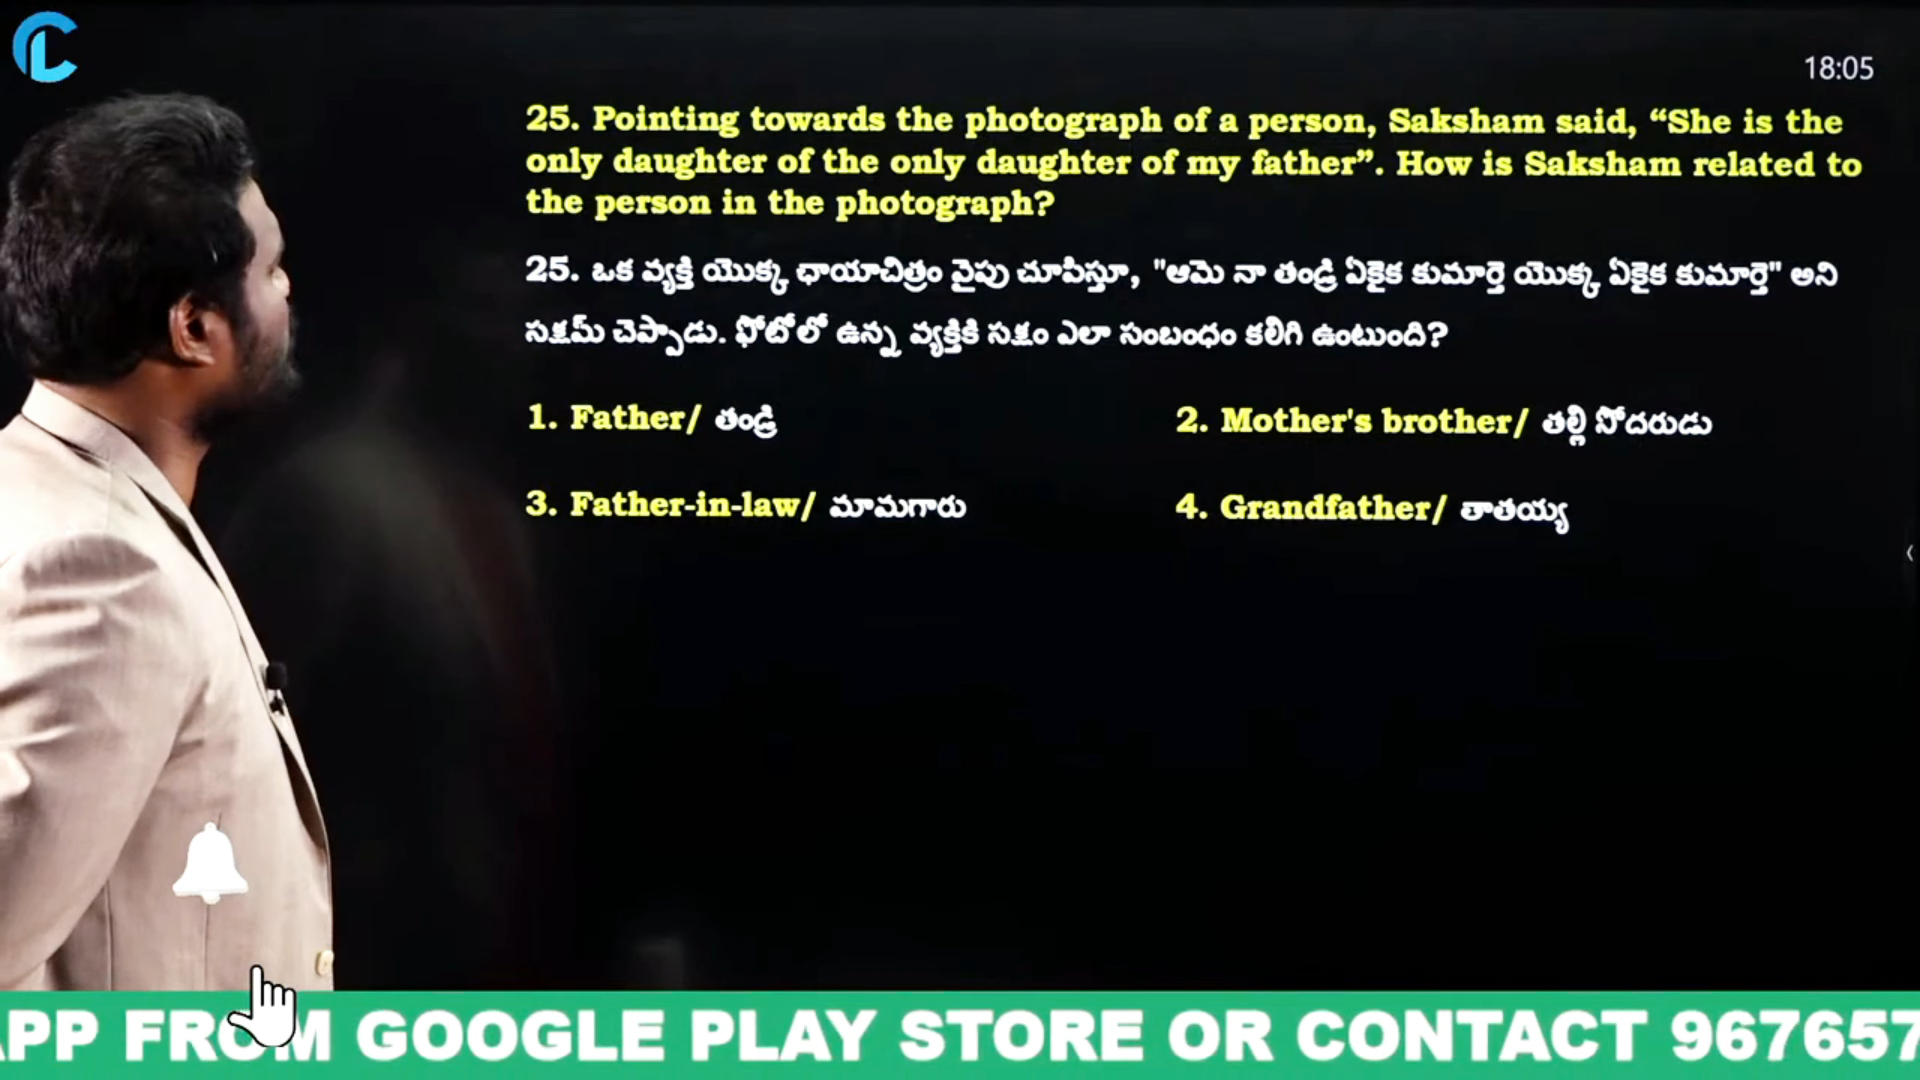 18:05
25. Pointing towards the photograph of a person, Saksham said, “She is the
only daughter of the only daughter of my father”. How is Saksham related to
the person in the photograph?
25. ఒక వ్యక్తి యొక్క ఛాయాచిత్రం వైపు చూపిస్తూ, "ఆమె నా తండ్రి ఏకైక కుమార్తె యొక్క ఏకైక కుమార్తె" అని
సక్షమ్ చెప్పాడు. ఫోటోలో ఉన్న వ్యక్తికి సక్షం ఎలా సంబంధం కలిగి ఉంటుంది?
1. Father/ తండ్రి
2. Mother's brother/ తల్లి సోదరుడు
3. Father-in-law/ మామగారు
4. Grandfather/ తాతయ్య
APP FROM GOOGLE PLAY STORE OR CONTACT 967657